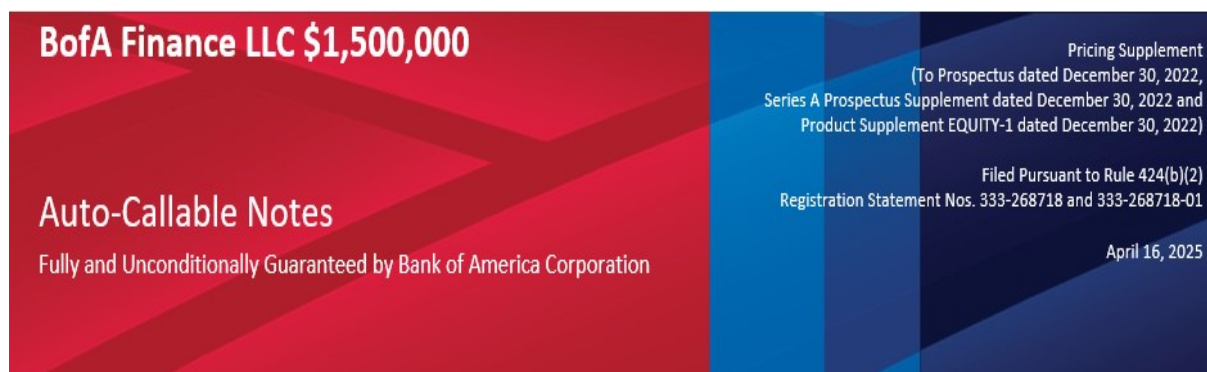 BofA Finance LLC $1,500,000
Auto-Callable Notes
Fully and Unconditionally Guaranteed by Bank of America Corporation
Pricing Supplement
(To Prospectus dated December 30, 2022,
Series A Prospectus Supplement dated December 30, 2022 and
Product Supplement EQUITY-1 dated December 30, 2022)
Filed Pursuant to Rule 424(b)(2)
Registration Statement Nos. 333-268718 and 333-268718-01
April 16, 2025